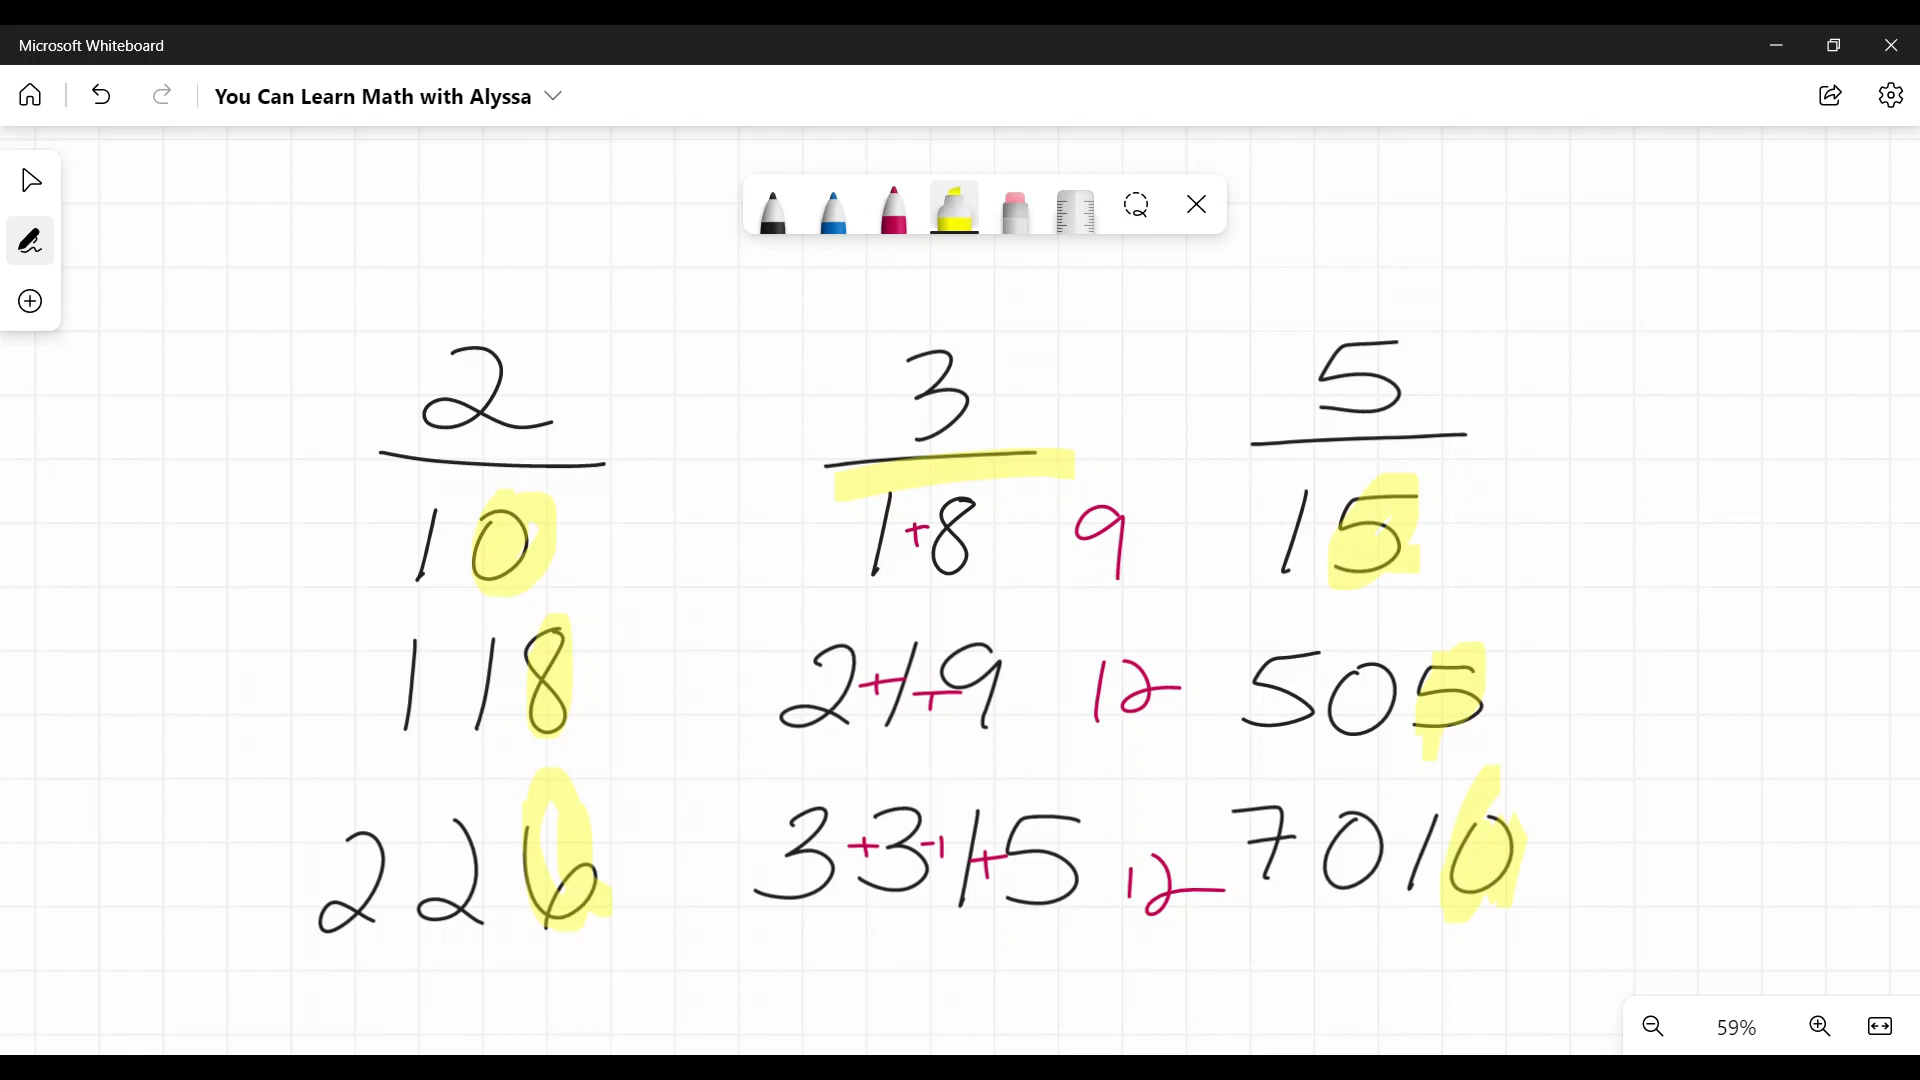 Microsoft Whiteboard
You Can Learn Math with Alyssa
2 3 5
10 1+8 9 15
118 2+1+9 12 505
226 3+3+1+5 12 7010
59%